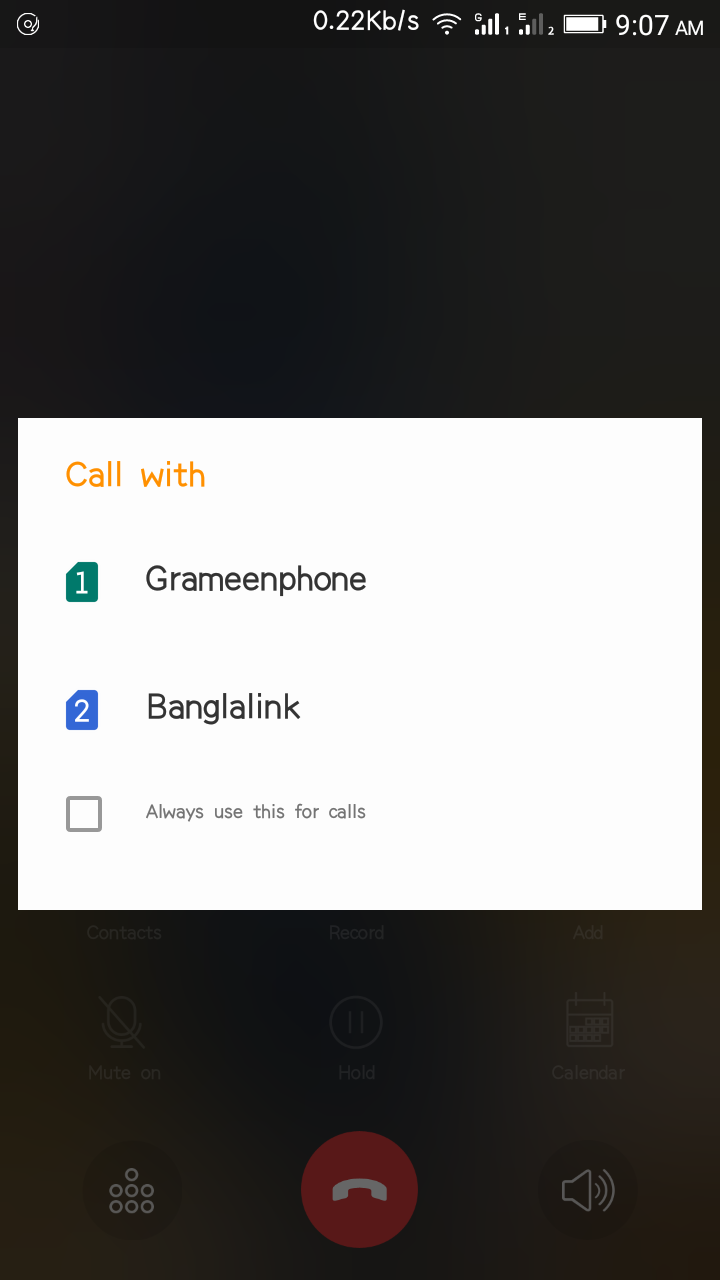 0.22Kb/s G 1 E 2 9:07 AM
Call with
1 Grameenphone
2 Banglalink
Always use this for calls
Contacts Record Add
Mute on Hold Calendar